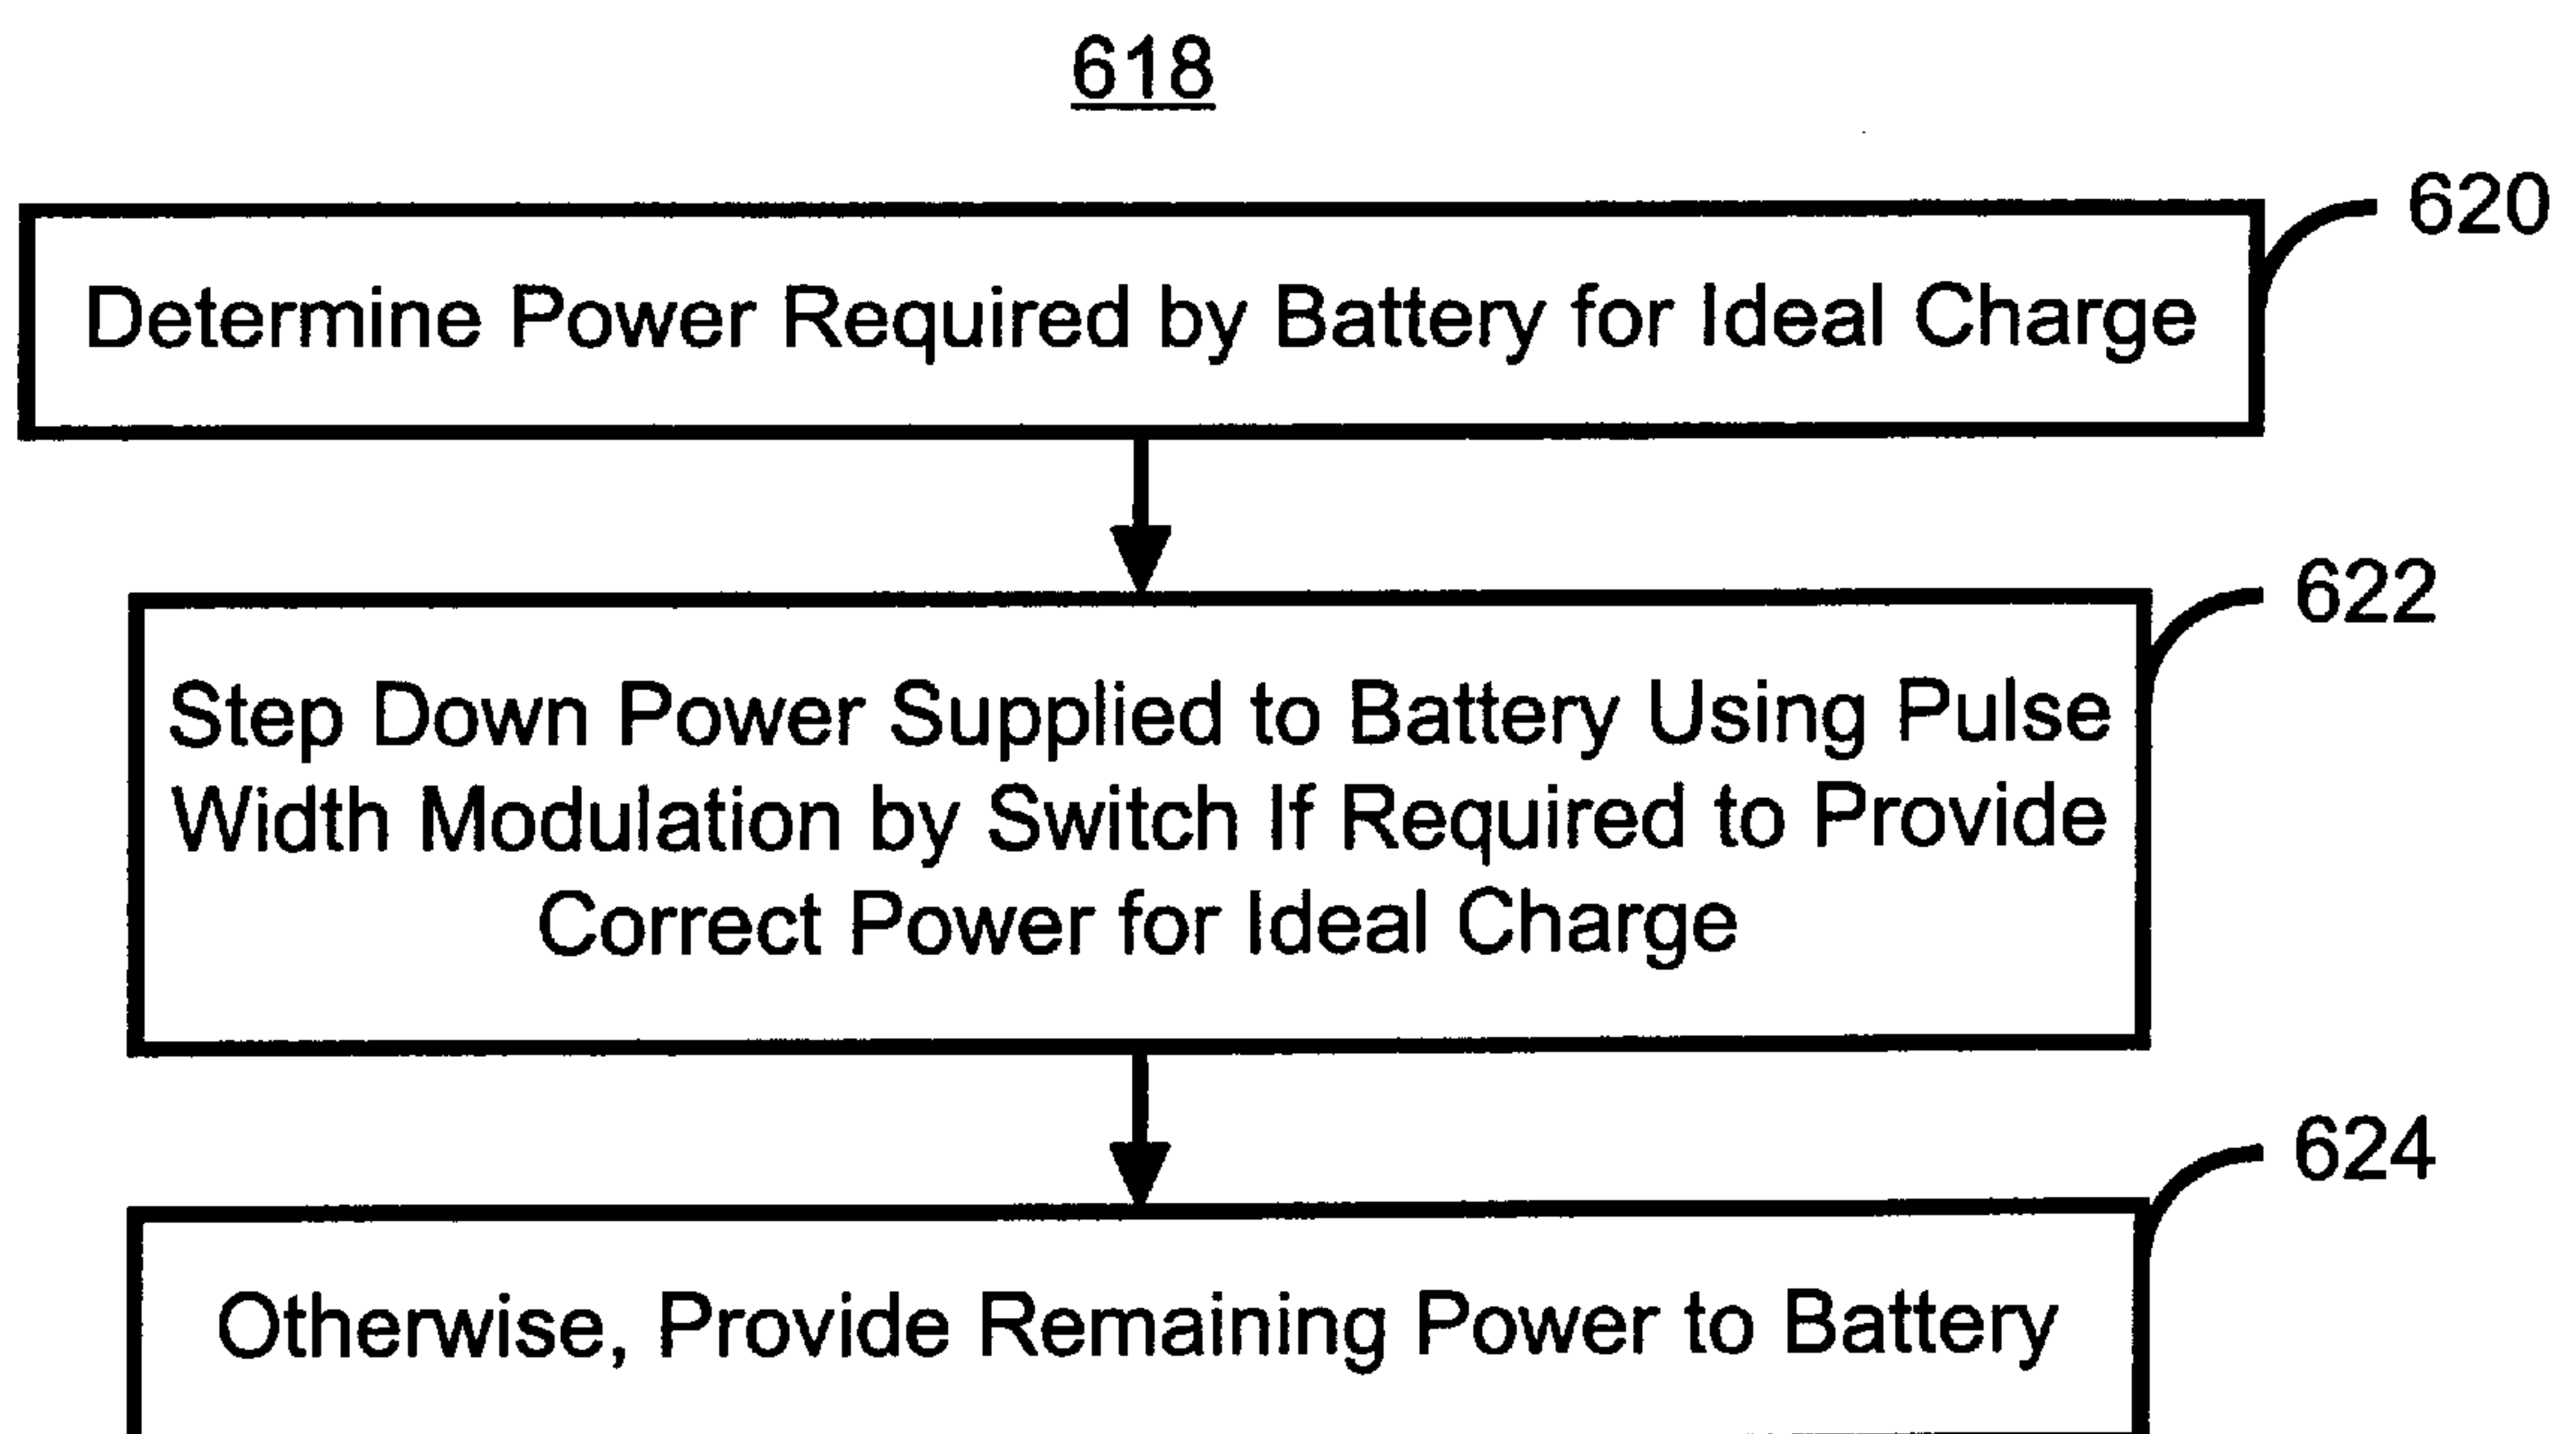 618
620
Determine Power Required by Battery for Ideal Charge
622
Step Down Power Supplied to Battery Using Pulse
Width Modulation by Switch If Required to Provide
Correct Power for Ideal Charge
624
Otherwise, Provide Remaining Power to Battery